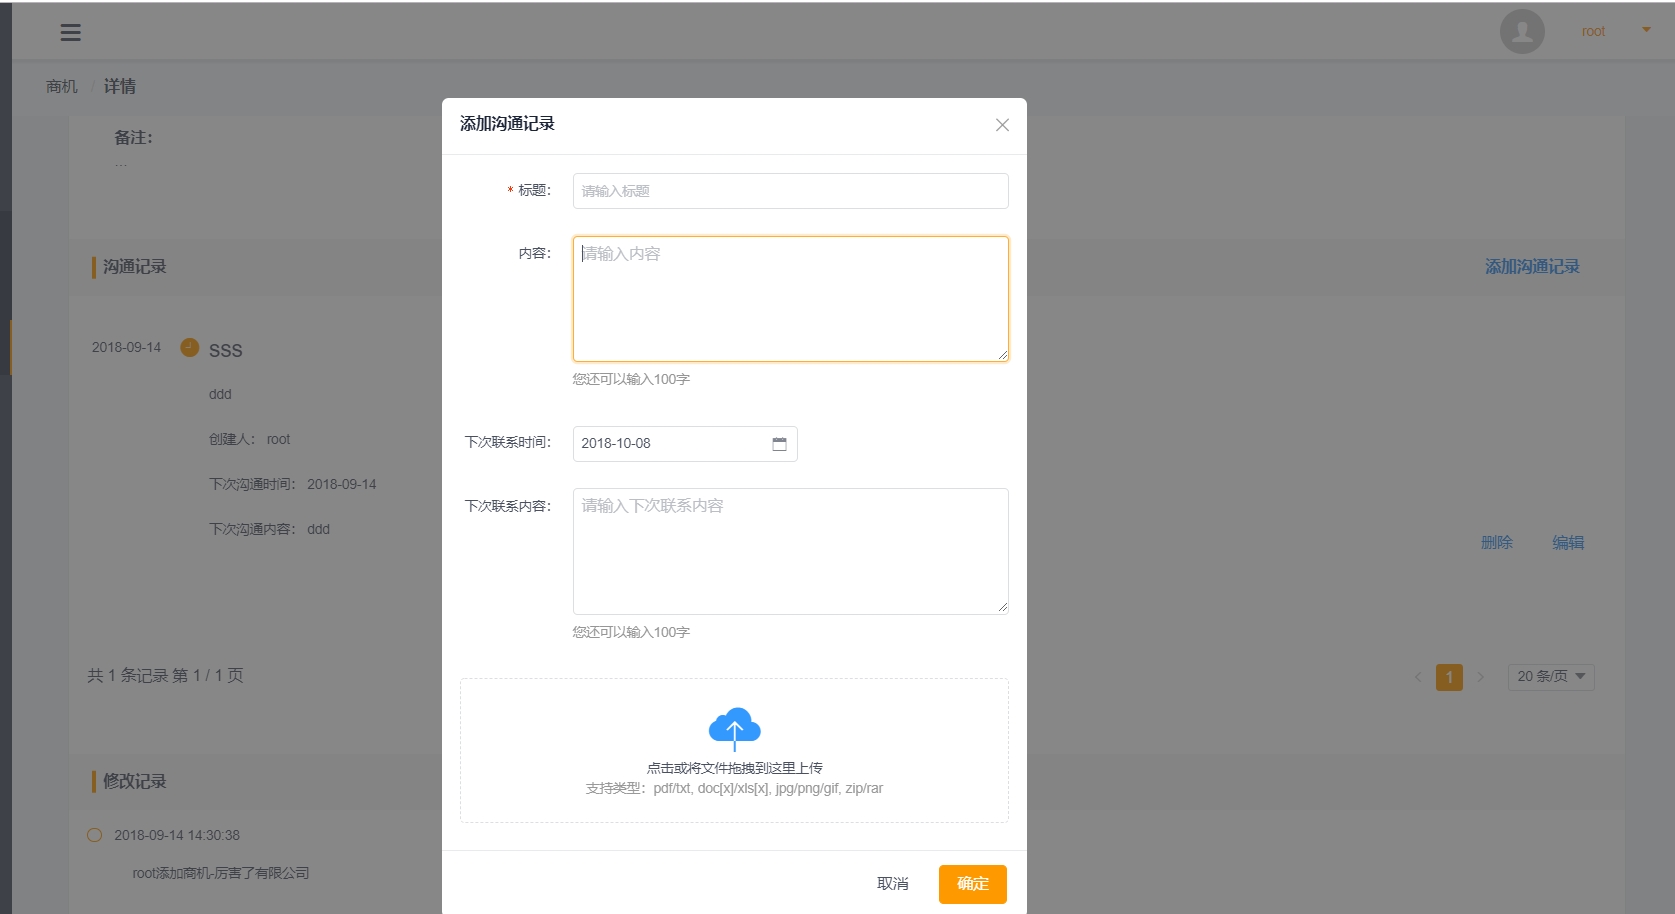 root
商机 / 详情
备注：
...
沟通记录
添加沟通记录
2018-09-14
SSS
ddd
创建人： root
下次沟通时间： 2018-09-14
下次沟通内容： ddd
删除 编辑
共 1 条记录 第 1 / 1 页
1
20 条/页
修改记录
2018-09-14 14:30:38
root添加商机-厉害了有限公司
添加沟通记录
* 标题：
请输入标题
内容：
请输入内容
您还可以输入100字
下次联系时间：
2018-10-08
下次联系内容：
请输入下次联系内容
您还可以输入100字
点击或将文件拖拽到这里上传
支持类型：pdf/txt, doc[x]/xls[x], jpg/png/gif, zip/rar
取消
确定